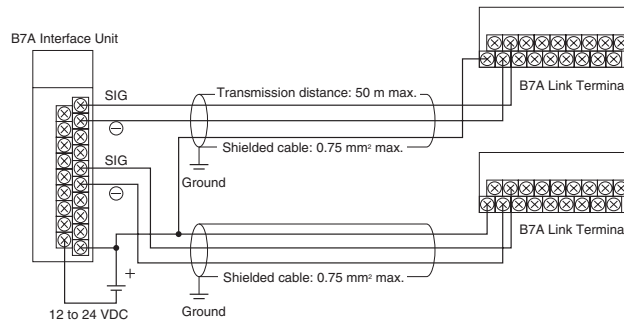 B7A Interface Unit
SIG
Transmission distance: 50 m max.
B7A Link Termina
⊖
Shielded cable: 0.75 mm² max.
SIG
Ground
⊖
B7A Link Termina
+
Shielded cable: 0.75 mm² max.
12 to 24 VDC
Ground